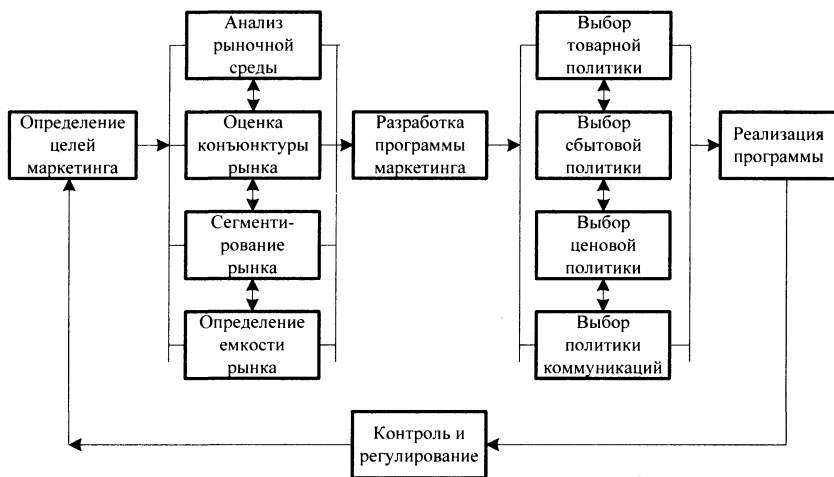 Определение
целей
маркетинга
Анализ
рыночной
среды
Оценка
конъюнктуры
рынка
Сегменти-
рование
рынка
Определение
емкости
рынка
Разработка
программы
маркетинга
Выбор
товарной
политики
Выбор
сбытовой
политики
Выбор
ценовой
политики
Выбор
политики
коммуникаций
Реализация
программы
Контроль и
регулирование